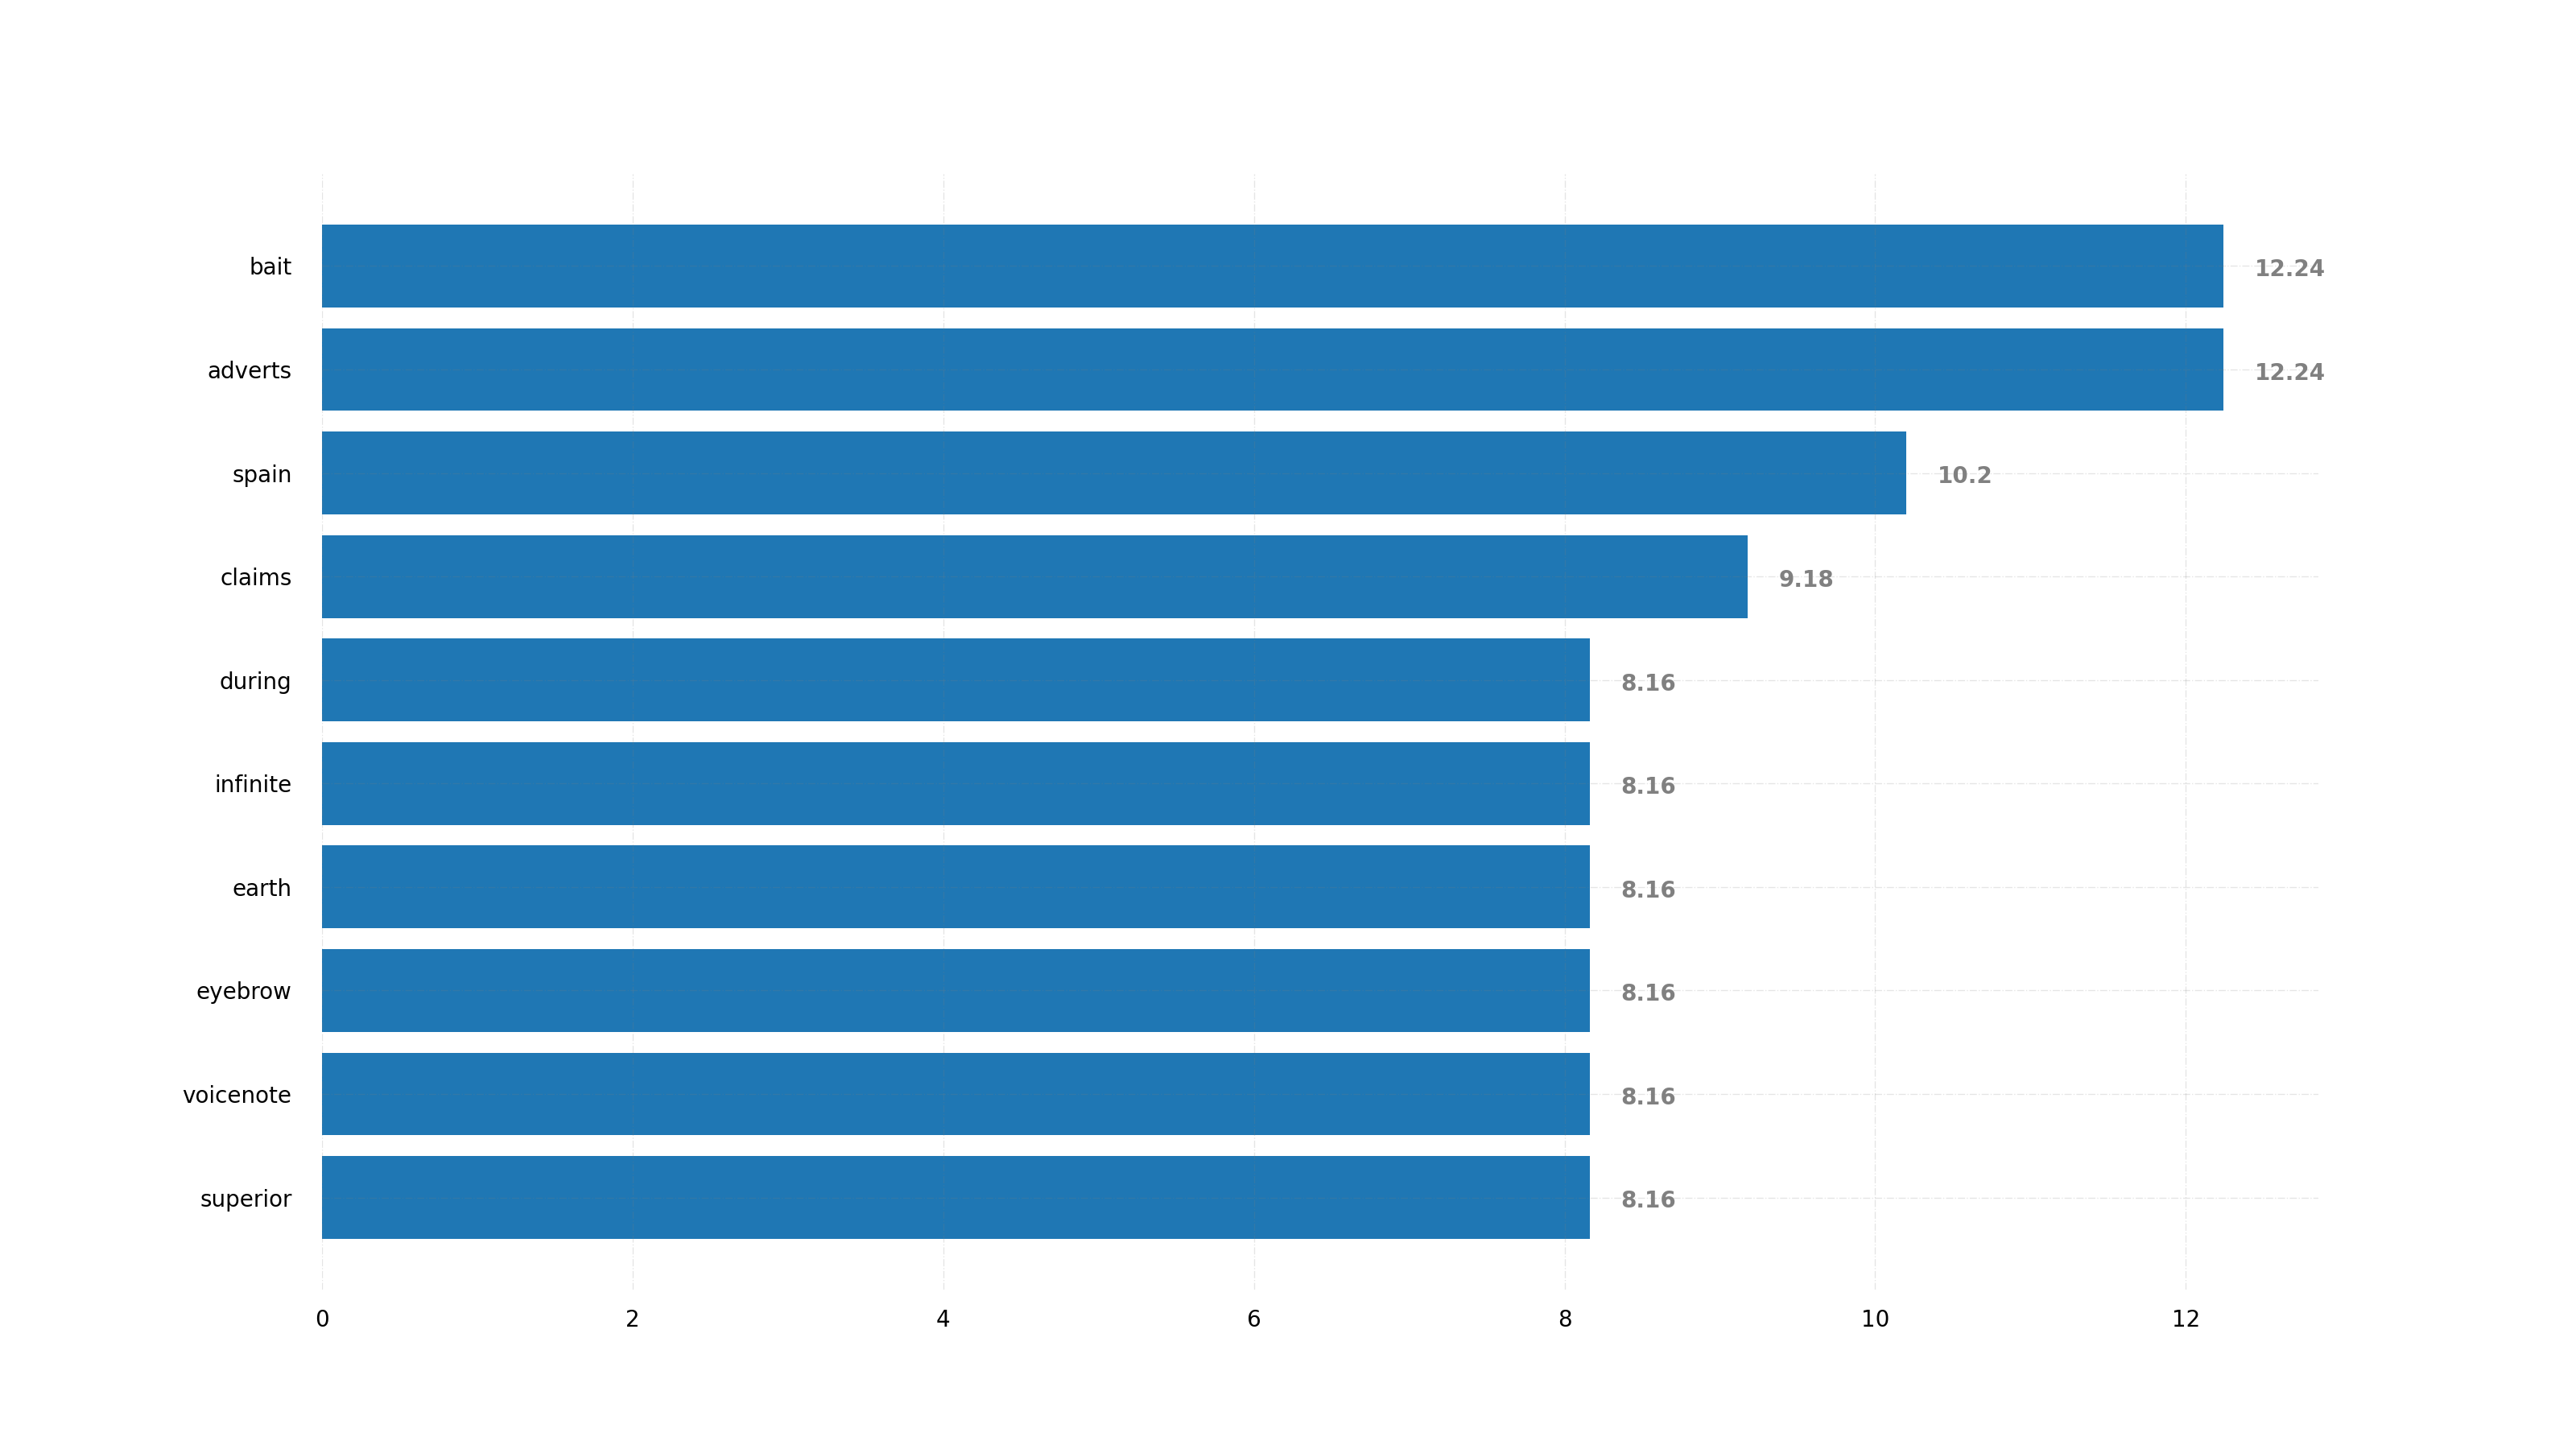 bait 12.24
adverts 12.24
spain 10.2
claims 9.18
during 8.16
infinite 8.16
earth 8.16
eyebrow 8.16
voicenote 8.16
superior 8.16
0 2 4 6 8 10 12